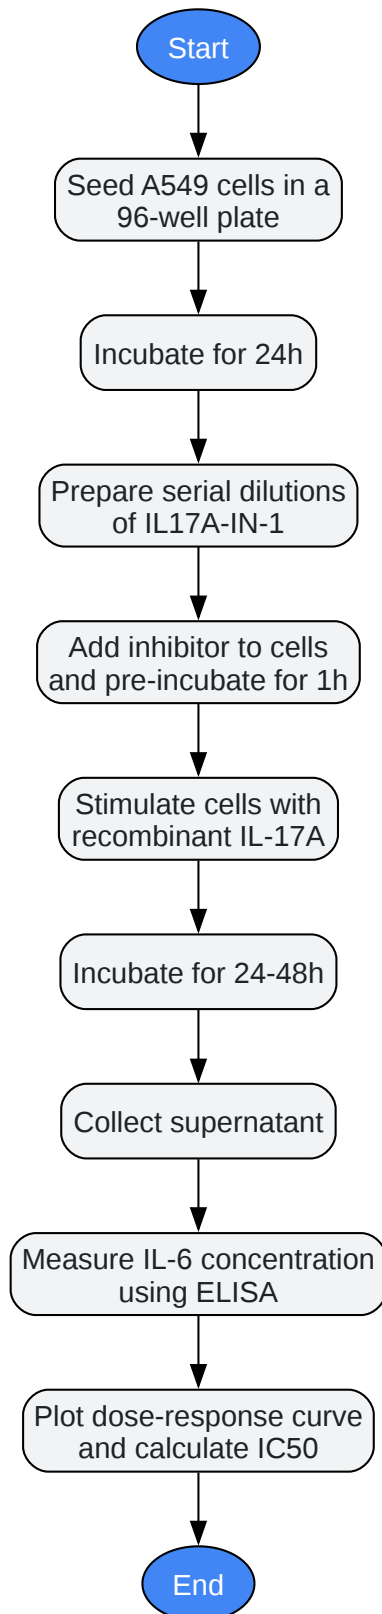 Start
Seed A549 cells in a
96-well plate
Incubate for 24h
Prepare serial dilutions
of IL17A-IN-1
Add inhibitor to cells
and pre-incubate for 1h
Stimulate cells with
recombinant IL-17A
Incubate for 24-48h
Collect supernatant
Measure IL-6 concentration
using ELISA
Plot dose-response curve
and calculate IC50
End